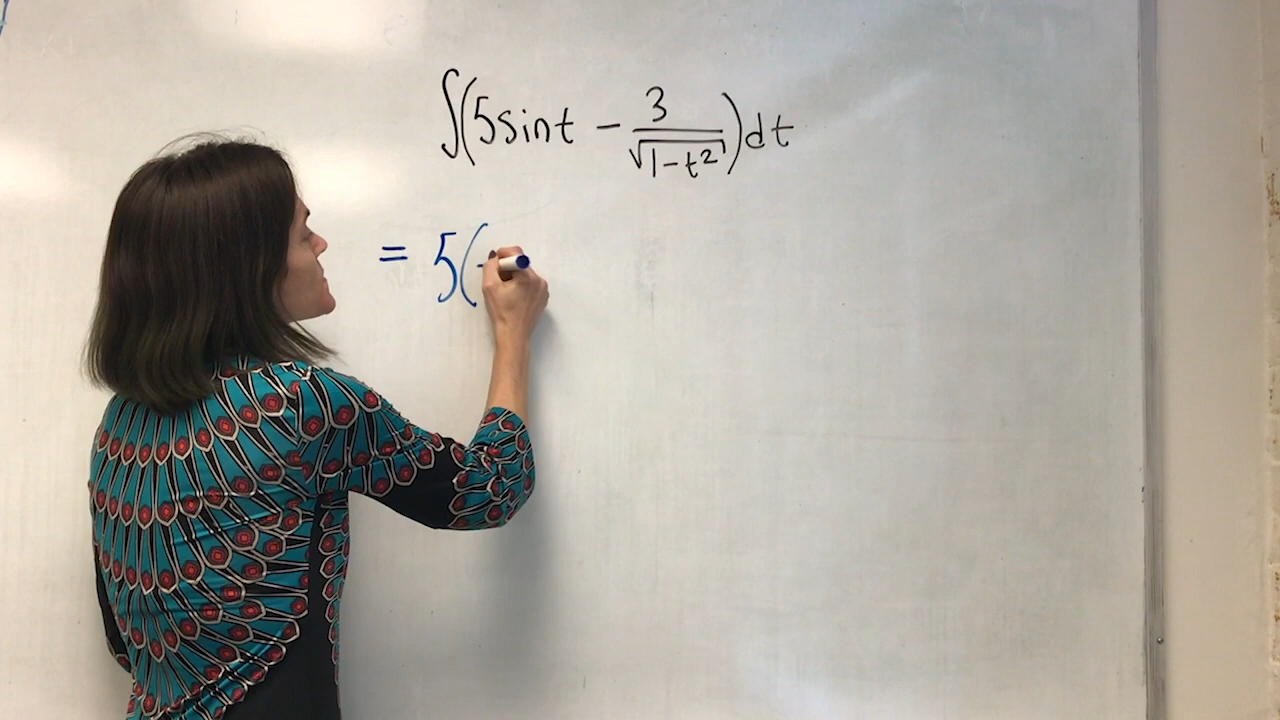 ∫(5sint - 3/√(1-t²))dt
= 5(-